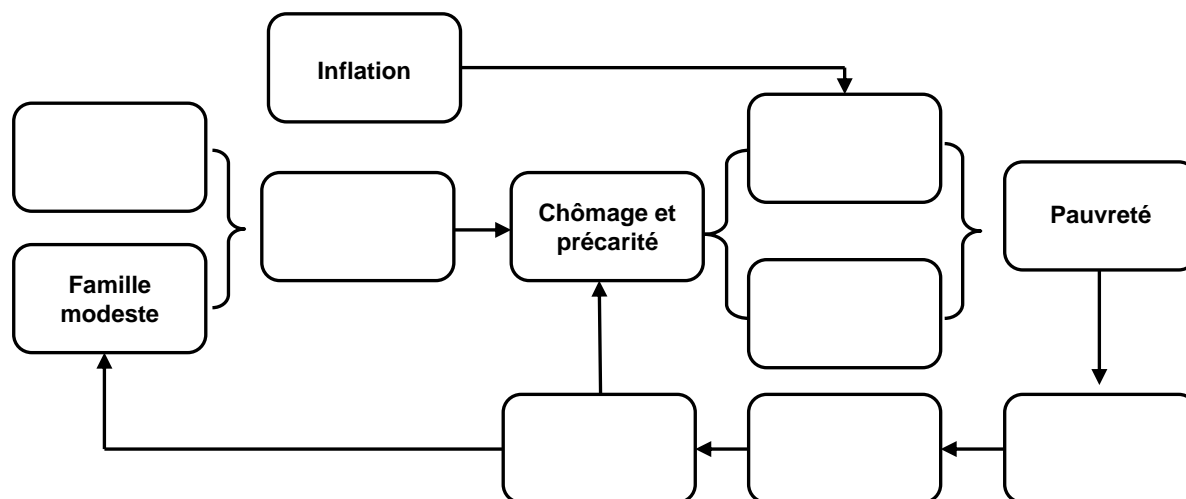 Inflation
Chômage et
précarité
Pauvreté
Famille
modeste